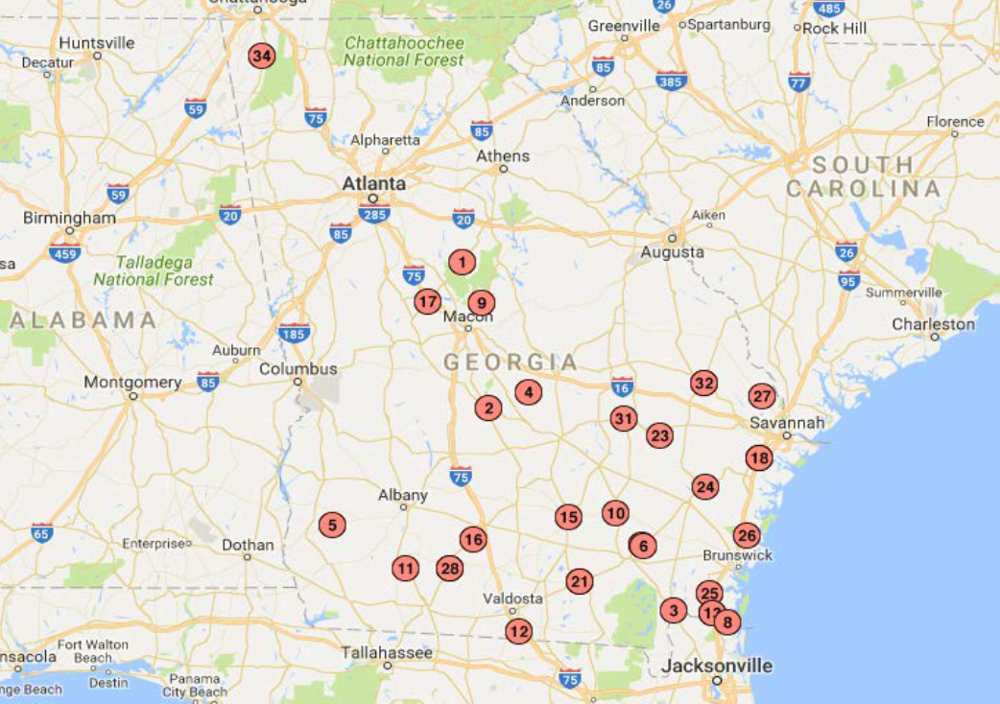 26
485
Greenville
Spartanburg
Rock Hill
Huntsville
Decatur
34
Chattahoochee
National Forest
85
385
77
Anderson
59
75
85
Florence
Alpharetta
Athens
SOUTH
CAROLINA
Atlanta
59
20
285
20
Aiken
Birmingham
85
459
Augusta
26
Talladega
National Forest
1
75
95
17
9
Summerville
Macon
ALABAMA
Charleston
185
Auburn
GEORGIA
Columbus
Montgomery
85
4
16
32
27
2
31
Savannah
23
18
75
24
Albany
15
10
5
65
26
16
6
Enterprise
Dothan
Brunswick
11
28
21
25
Valdosta
3
13
8
12
Fort Walton
Beach
Tallahassee
Jacksonville
Destin
Panama
City Beach
75